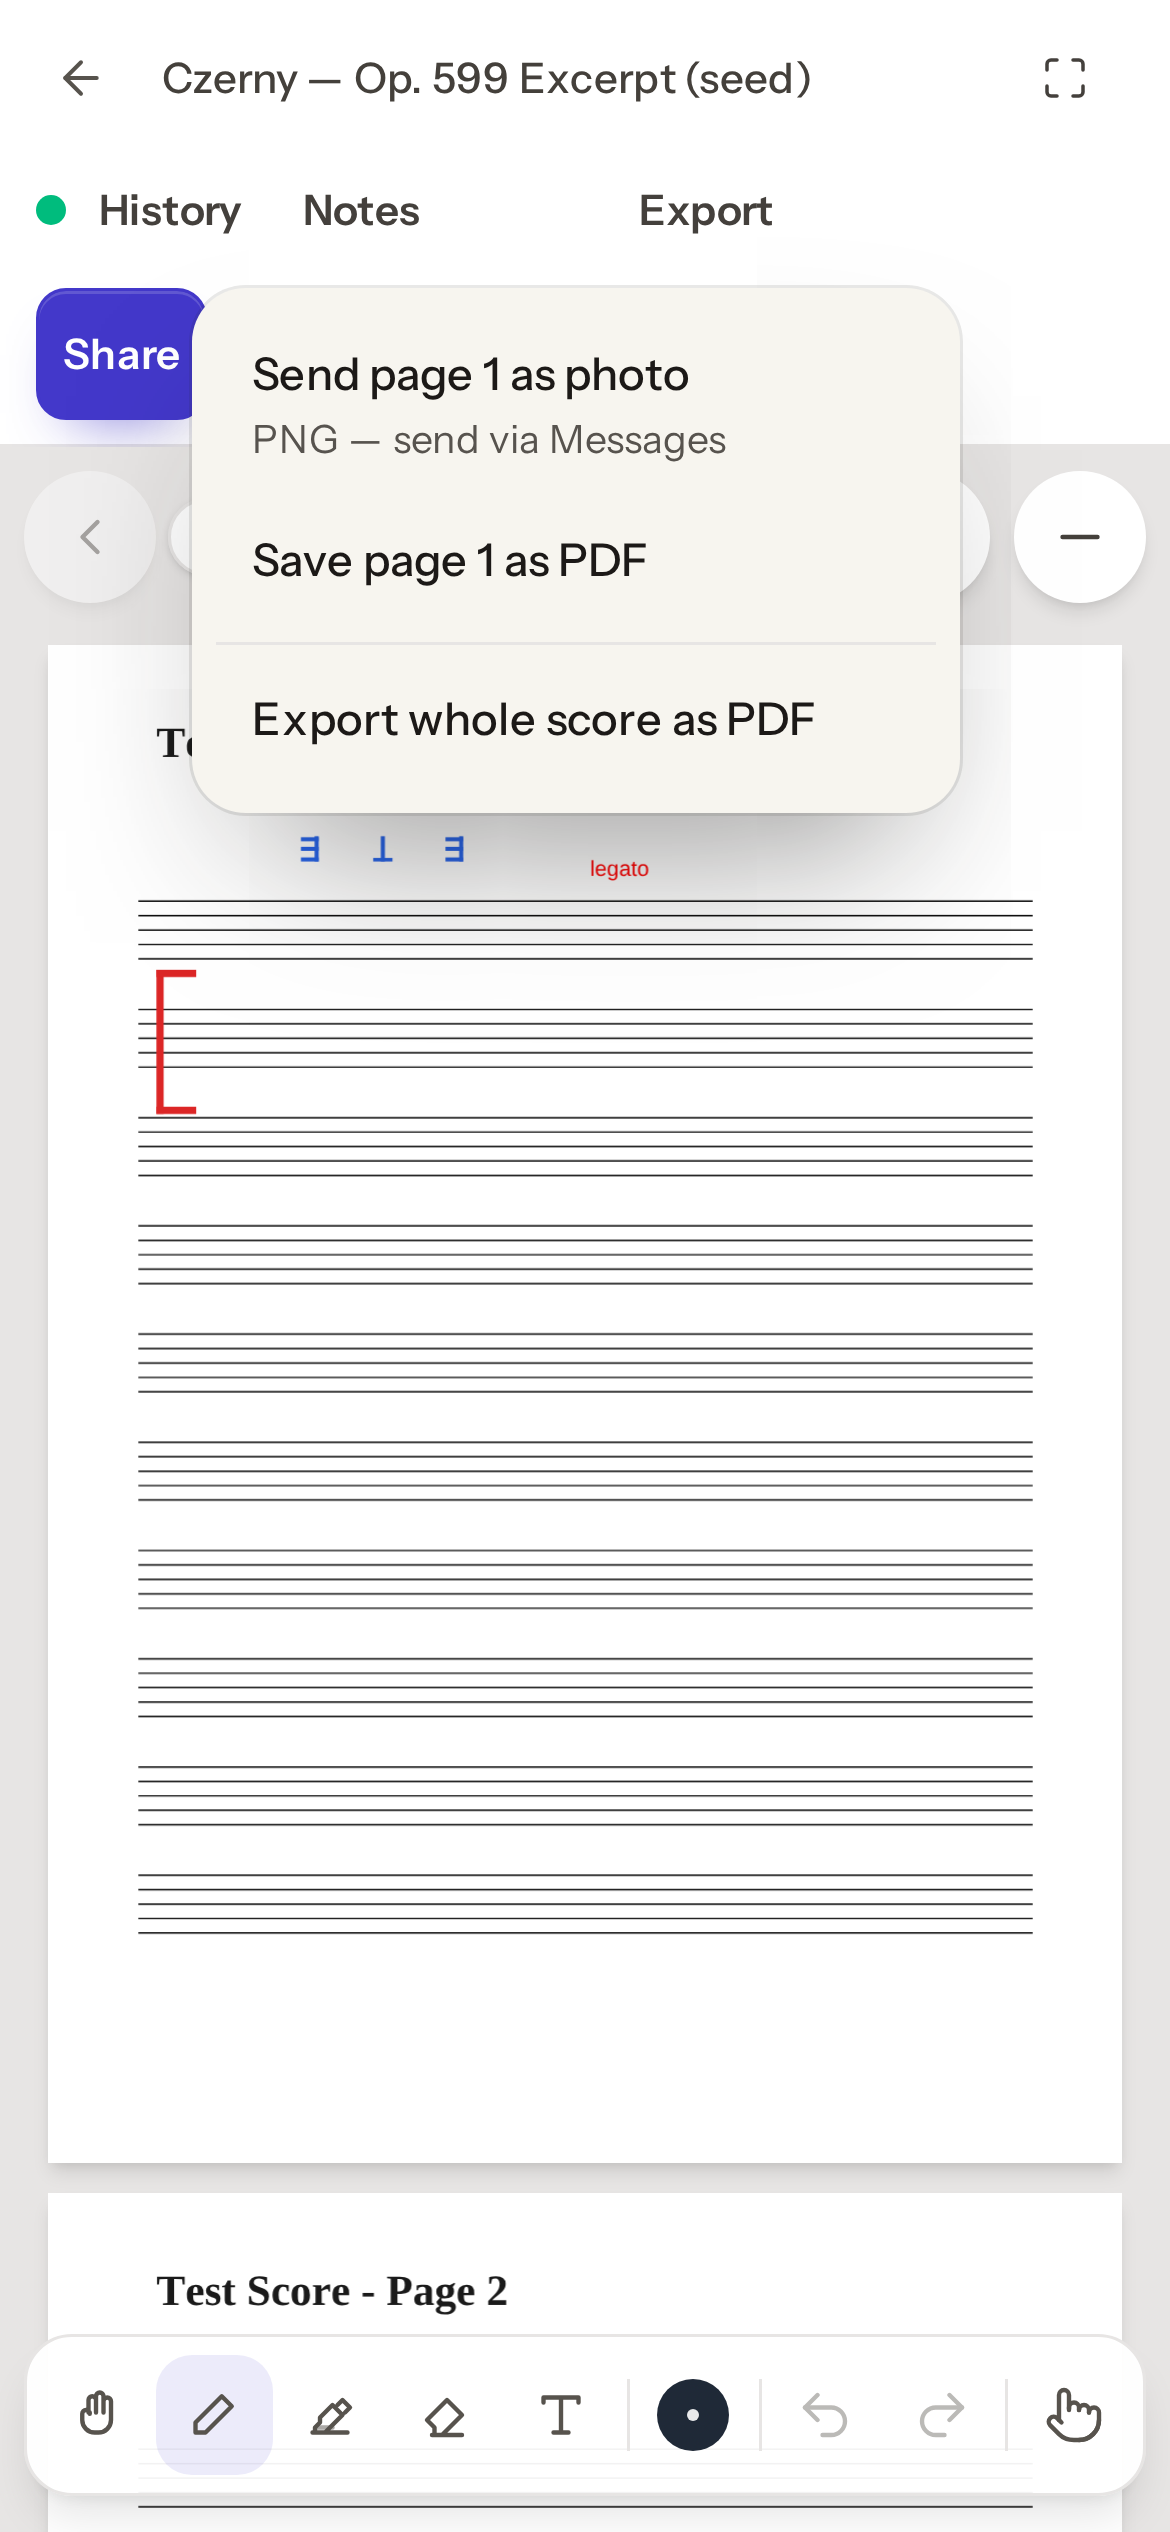 Czerny — Op. 599 Excerpt (seed)
History Notes Export
Share
Send page 1 as photo
PNG — send via Messages
Save page 1 as PDF
Export whole score as PDF
legato
Test Score - Page 2